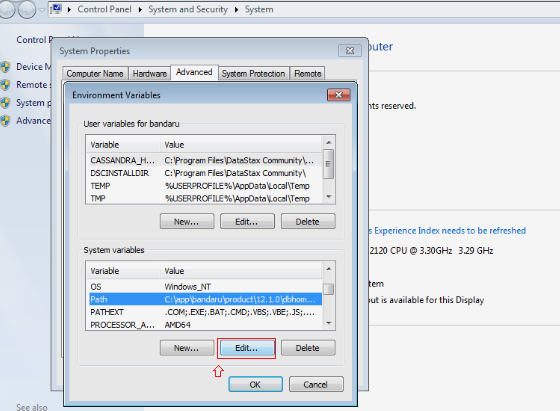 Control Panel ▸ System and Security ▸ System
Control Pa
Device M
Remote s
System p
Advance
See also
System Properties
Computer Name Hardware Advanced System Protection Remote
Environment Variables
User variables for bandaru
Variable Value
CASSANDRA_H... C:\Program Files\DataStax Community\...
DSCINSTALLDIR C:\Program Files\DataStax Community\
TEMP %USERPROFILE%\AppData\Local\Temp
TMP %USERPROFILE%\AppData\Local\Temp
New... Edit... Delete
System variables
Variable Value
OS Windows_NT
Path C:\app\bandaru\product\12.1.0\dbhom...
PATHEXT .COM;.EXE;.BAT;.CMD;.VBS;.VBE;.JS;....
PROCESSOR_A... AMD64
New... Edit... Delete
OK Cancel
puter
hts reserved.
s Experience Index needs to be refreshed
2120 CPU @ 3.30GHz 3.29 GHz
stem
put is available for this Display